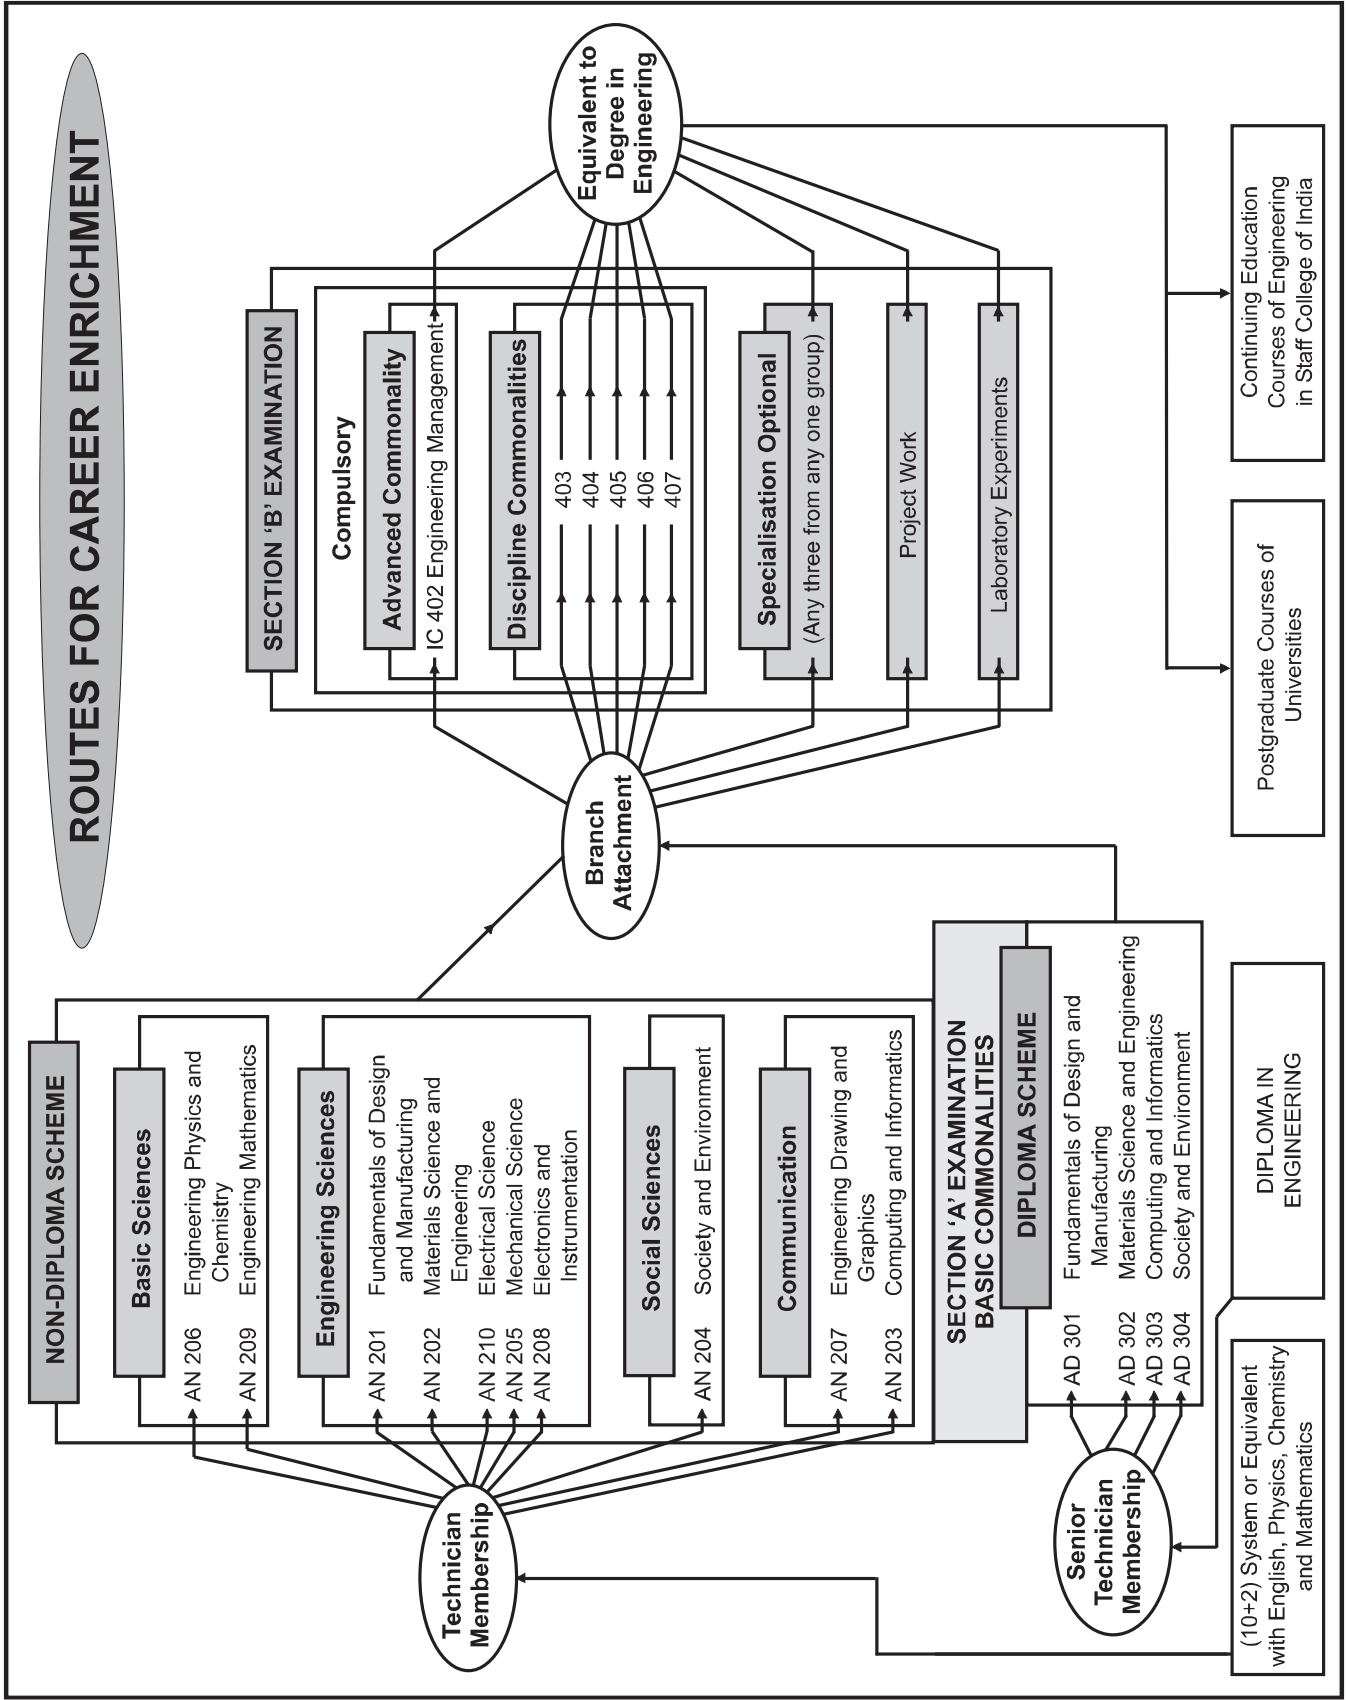 ROUTES FOR CAREER ENRICHMENT
NON-DIPLOMA SCHEME
Basic Sciences
AN 206 Engineering Physics and
Chemistry
AN 209 Engineering Mathematics
Engineering Sciences
AN 201 Fundamentals of Design
and Manufacturing
AN 202 Materials Science and
Engineering
AN 210 Electrical Science
AN 205 Mechanical Science
AN 208 Electronics and
Instrumentation
Social Sciences
AN 204 Society and Environment
Communication
AN 207 Engineering Drawing and
Graphics
AN 203 Computing and Informatics
Technician
Membership
SECTION ‘A’ EXAMINATION
BASIC COMMONALITIES
DIPLOMA SCHEME
AD 301 Fundamentals of Design and
Manufacturing
AD 302 Materials Science and Engineering
AD 303 Computing and Informatics
AD 304 Society and Environment
Senior
Technician
Membership
(10+2) System or Equivalent
with English, Physics, Chemistry
and Mathematics
DIPLOMA IN
ENGINEERING
Branch
Attachment
SECTION ‘B’ EXAMINATION
Compulsory
Advanced Commonality
IC 402 Engineering Management
Discipline Commonalities
403
404
405
406
407
Specialisation Optional
(Any three from any one group)
Project Work
Laboratory Experiments
Equivalent to
Degree in
Engineering
Postgraduate Courses of
Universities
Continuing Education
Courses of Engineering
in Staff College of India